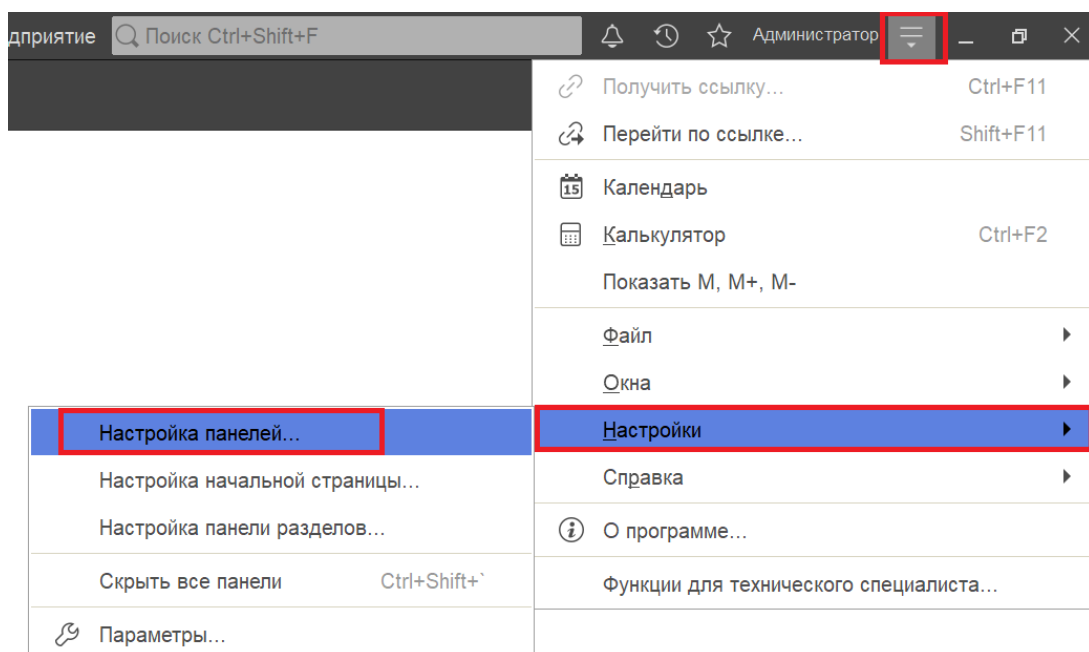 дприятие Поиск Ctrl+Shift+F Администратор
Получить ссылку... Ctrl+F11
Перейти по ссылке... Shift+F11
15 Календарь
Калькулятор Ctrl+F2
Показать M, M+, M-
Файл
Окна
Настройки
Справка
О программе...
Функции для технического специалиста...
Настройка панелей...
Настройка начальной страницы...
Настройка панели разделов...
Скрыть все панели Ctrl+Shift+`
Параметры...